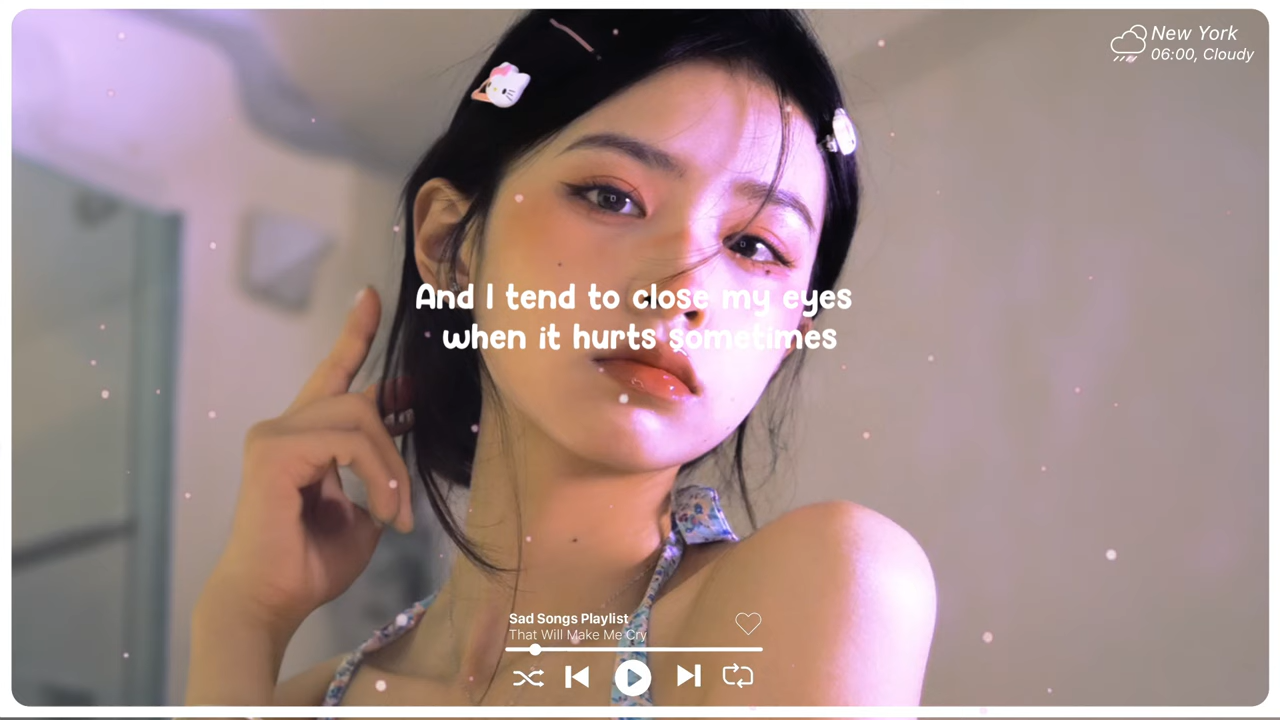 New York
06:00, Cloudy
And I tend to close my eyes
when it hurts sometimes
Sad Songs Playlist
That Will Make Me Cry